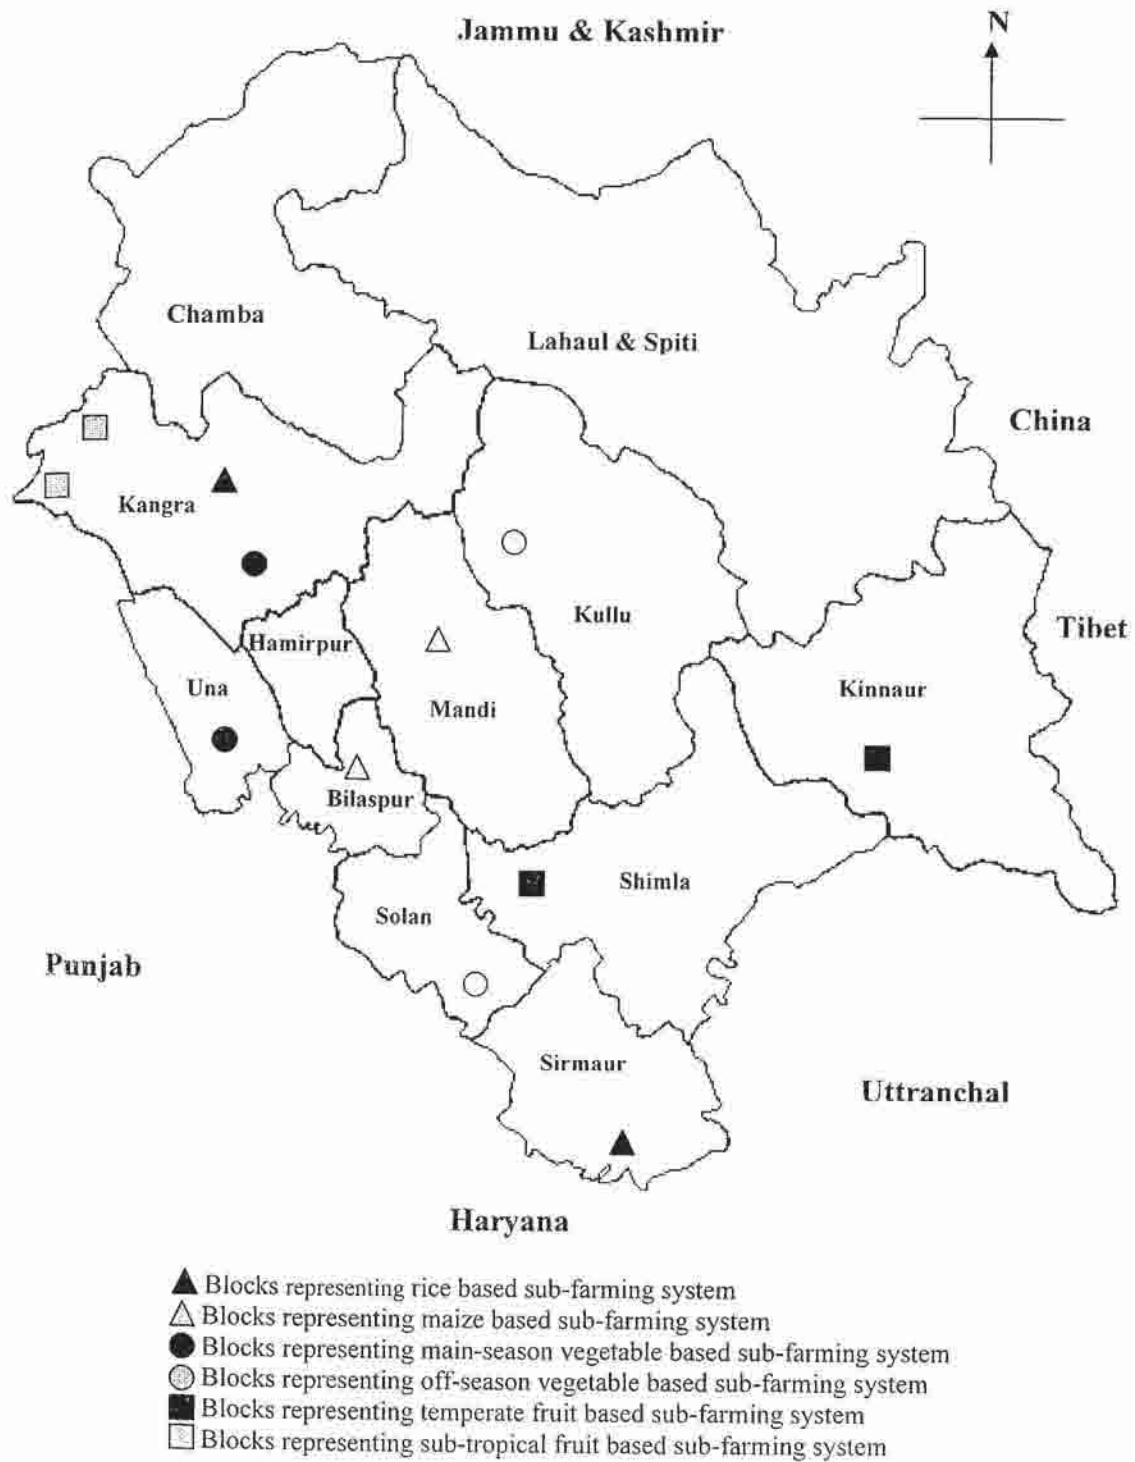 Jammu & Kashmir
N
Chamba
Lahaul & Spiti
China
Kangra
Kullu
Tibet
Hamirpur
Una
Kinnaur
Mandi
Bilaspur
Shimla
Solan
Punjab
Sirmaur
Uttranchal
Haryana
Blocks representing rice based sub-farming system
Blocks representing maize based sub-farming system
Blocks representing main-season vegetable based sub-farming system
Blocks representing off-season vegetable based sub-farming system
Blocks representing temperate fruit based sub-farming system
Blocks representing sub-tropical fruit based sub-farming system